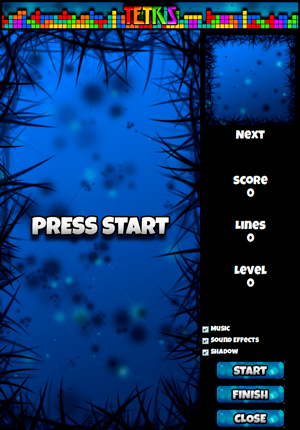 TETRIS
NEXT
SCORE
0
LINES
0
LEVEL
0
PRESS START
MUSIC
SOUND EFFECTS
SHADOW
START
FINISH
CLOSE